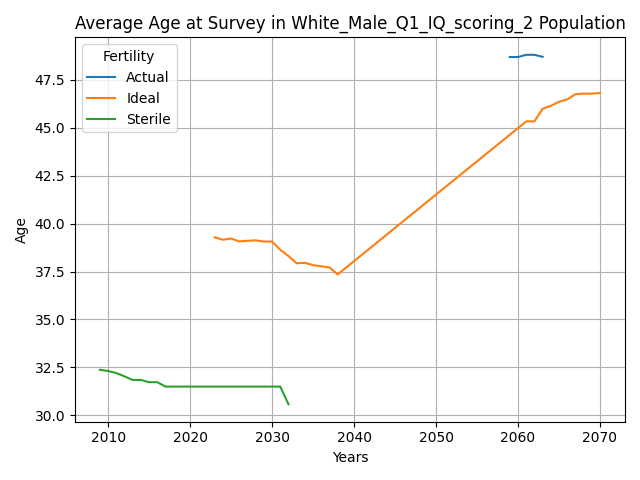 Average Age at Survey in White_Male_Q1_IQ_scoring_2 Population
Fertility
Actual
Ideal
Sterile
47.5
45.0
42.5
40.0
37.5
35.0
32.5
30.0
Age
2010 2020 2030 2040 2050 2060 2070
Years